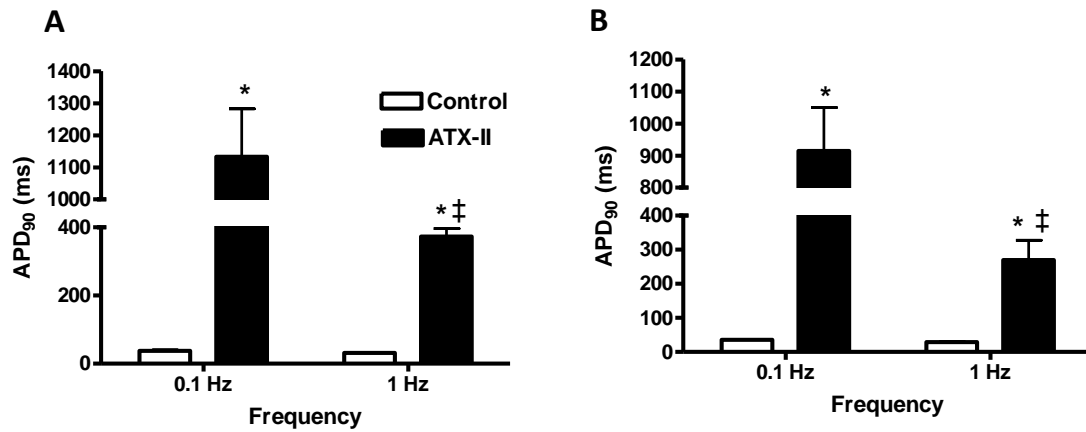 A
1400
1300
1200
1100
1000
400
200
0
APD90 (ms)
*
* ‡
Control
ATX-II
0.1 Hz
1 Hz
Frequency
B
1200
1100
1000
900
800
400
300
200
100
0
APD90 (ms)
*
* ‡
0.1 Hz
1 Hz
Frequency